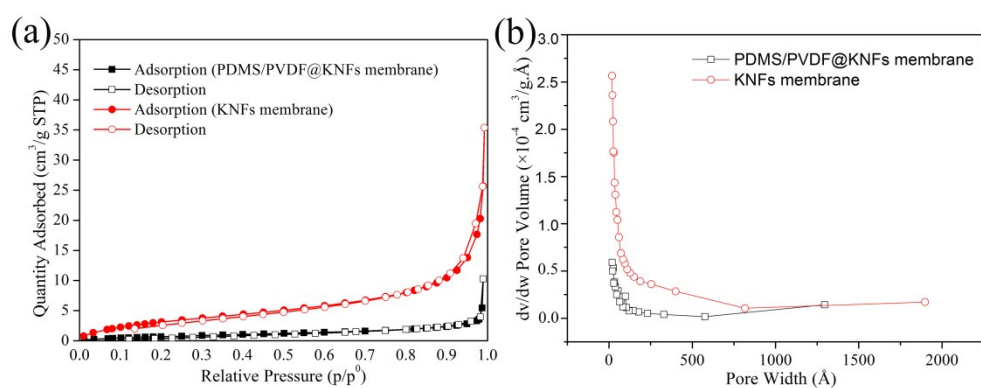 (a)
50
45
40
35
30
25
20
15
10
5
0
Quantity Adsorbed (cm³/g STP)
Adsorption (PDMS/PVDF@KNFs membrane)
Desorption
Adsorption (KNFs membrane)
Desorption
0.0 0.1 0.2 0.3 0.4 0.5 0.6 0.7 0.8 0.9 1.0
Relative Pressure (p/p⁰)
(b)
3.0
2.5
2.0
1.5
1.0
0.5
0.0
dv/dw Pore Volume (×10⁻⁴ cm³/g.Å)
PDMS/PVDF@KNFs membrane
KNFs membrane
0 500 1000 1500 2000
Pore Width (Å)